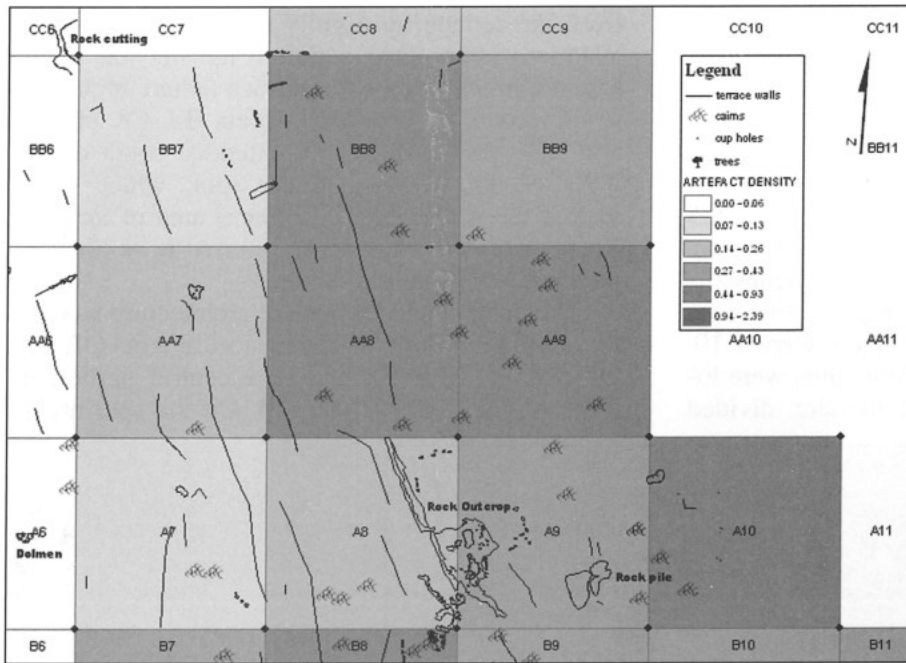 CC6 CC7 CC8 CC9 CC10 CC11
Rock cutting
Legend
terrace walls
cairns
cup holes
trees
ARTEFACT DENSITY
0.00 - 0.06
0.07 - 0.13
0.14 - 0.26
0.27 - 0.43
0.44 - 0.93
0.94 - 2.39
N
BB6 BB7 BB8 BB9 BB11
AA6 AA7 AA8 AA9 AA10 AA11
Rock Outcrop
A6 A7 A8 A9 A10 A11
Dolmen
Rock pile
B6 B7 B8 B9 B10 B11